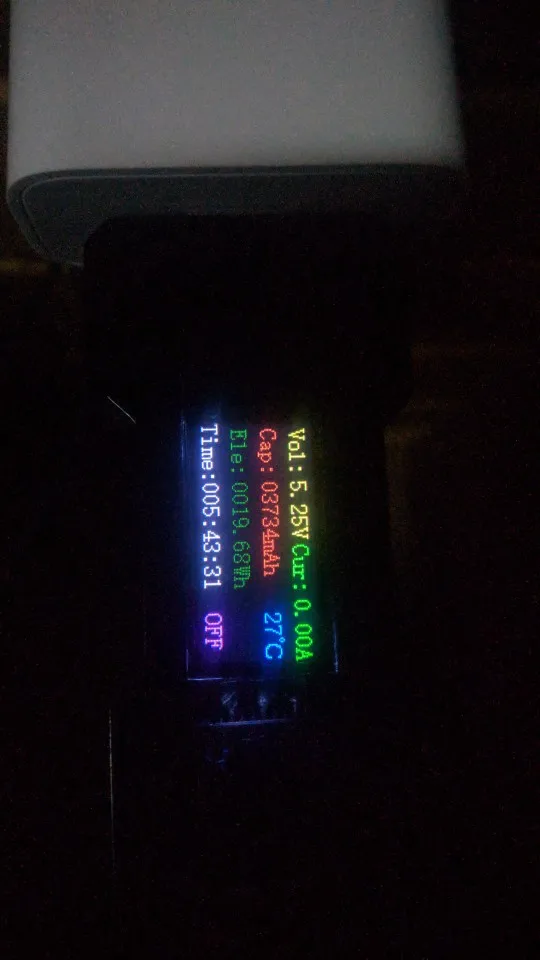 Vol: 5.25V Cur: 0.00A
Cap: 03734mAh 27°C
Ele: 0019.68Wh
Time:005:43:31 OFF